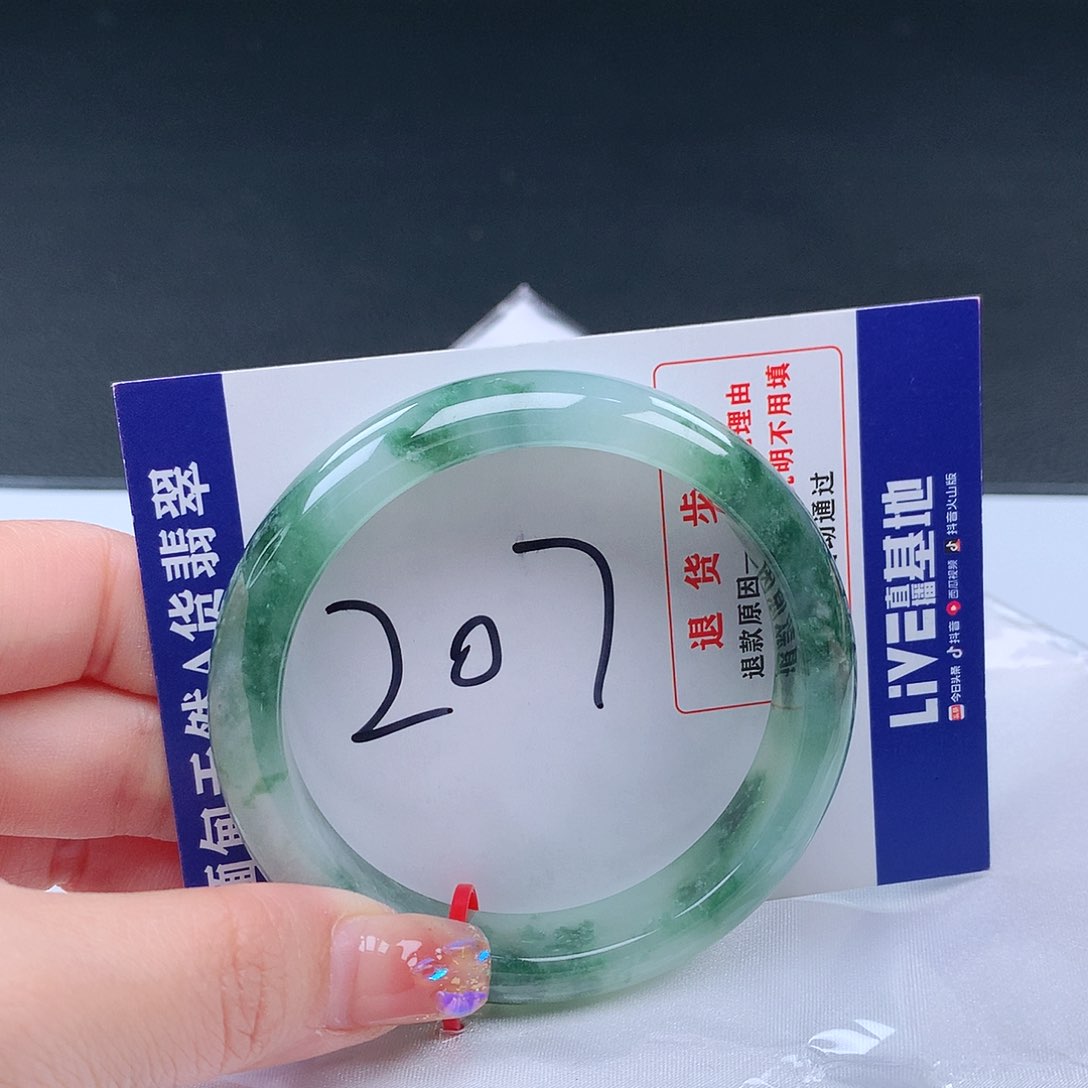 缅甸天然A货翡翠
207
退货步
理由
明不用填
退款原因一
动通过
LiVE直播基地
今日头条 抖音 西瓜视频 抖音火山版